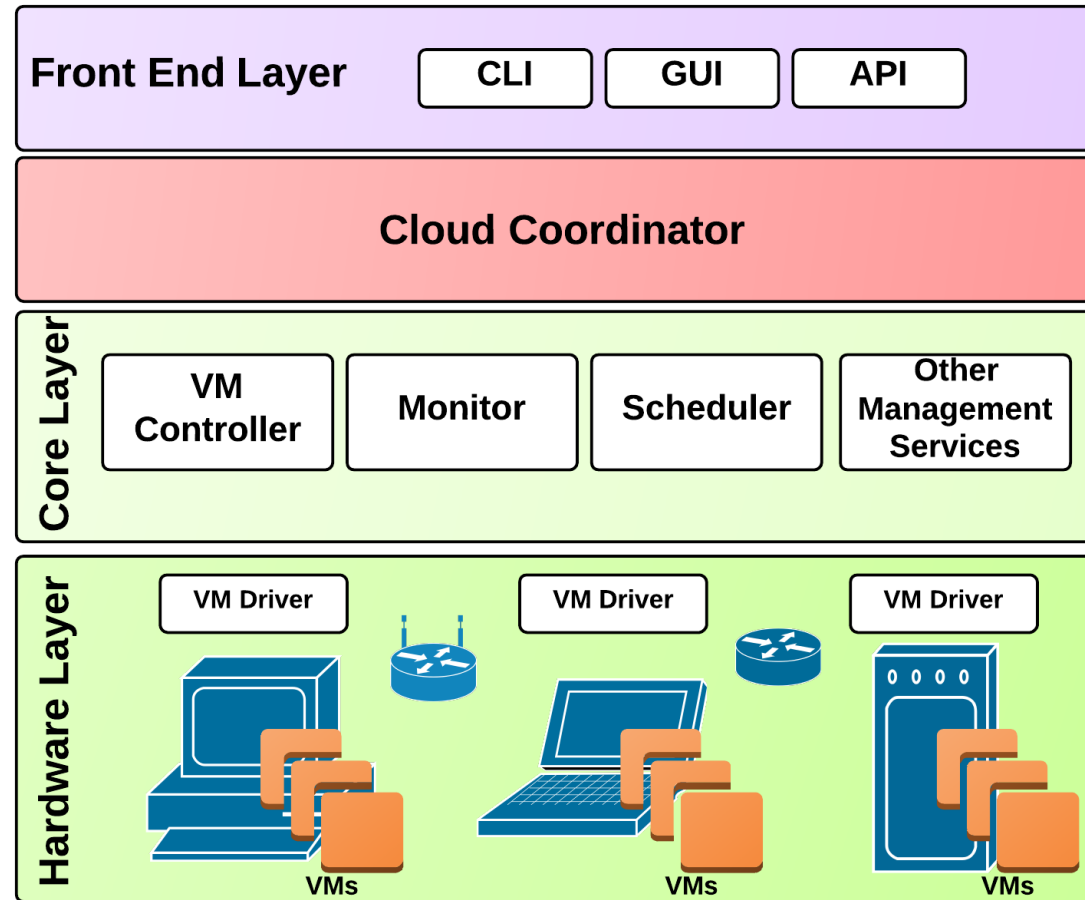 Front End Layer
CLI
GUI
API
Cloud Coordinator
Core Layer
VM
Controller
Monitor
Scheduler
Other
Management
Services
Hardware Layer
VM Driver
VM Driver
VM Driver
VMs
VMs
VMs